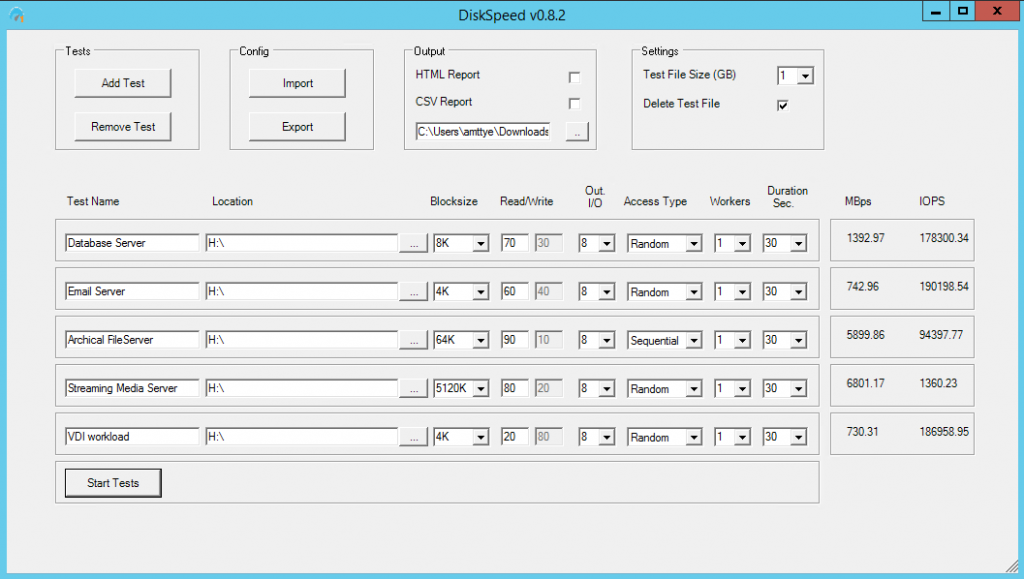 DiskSpeed v0.8.2
Tests
Add Test
Remove Test
Config
Import
Export
Output
HTML Report
CSV Report
C:\Users\amttye\Downloads
..
Settings
Test File Size (GB) 1
Delete Test File
Test Name Location Blocksize Read/Write Out. I/O Access Type Workers Duration Sec. MBps IOPS
Database Server H:\ ... 8K 70 30 8 Random 1 30 1392.97 178300.34
Email Server H:\ ... 4K 60 40 8 Random 1 30 742.96 190198.54
Archical FileServer H:\ ... 64K 90 10 8 Sequential 1 30 5899.86 94397.77
Streaming Media Server H:\ ... 5120K 80 20 8 Random 1 30 6801.17 1360.23
VDI workload H:\ ... 4K 20 80 8 Random 1 30 730.31 186958.95
Start Tests